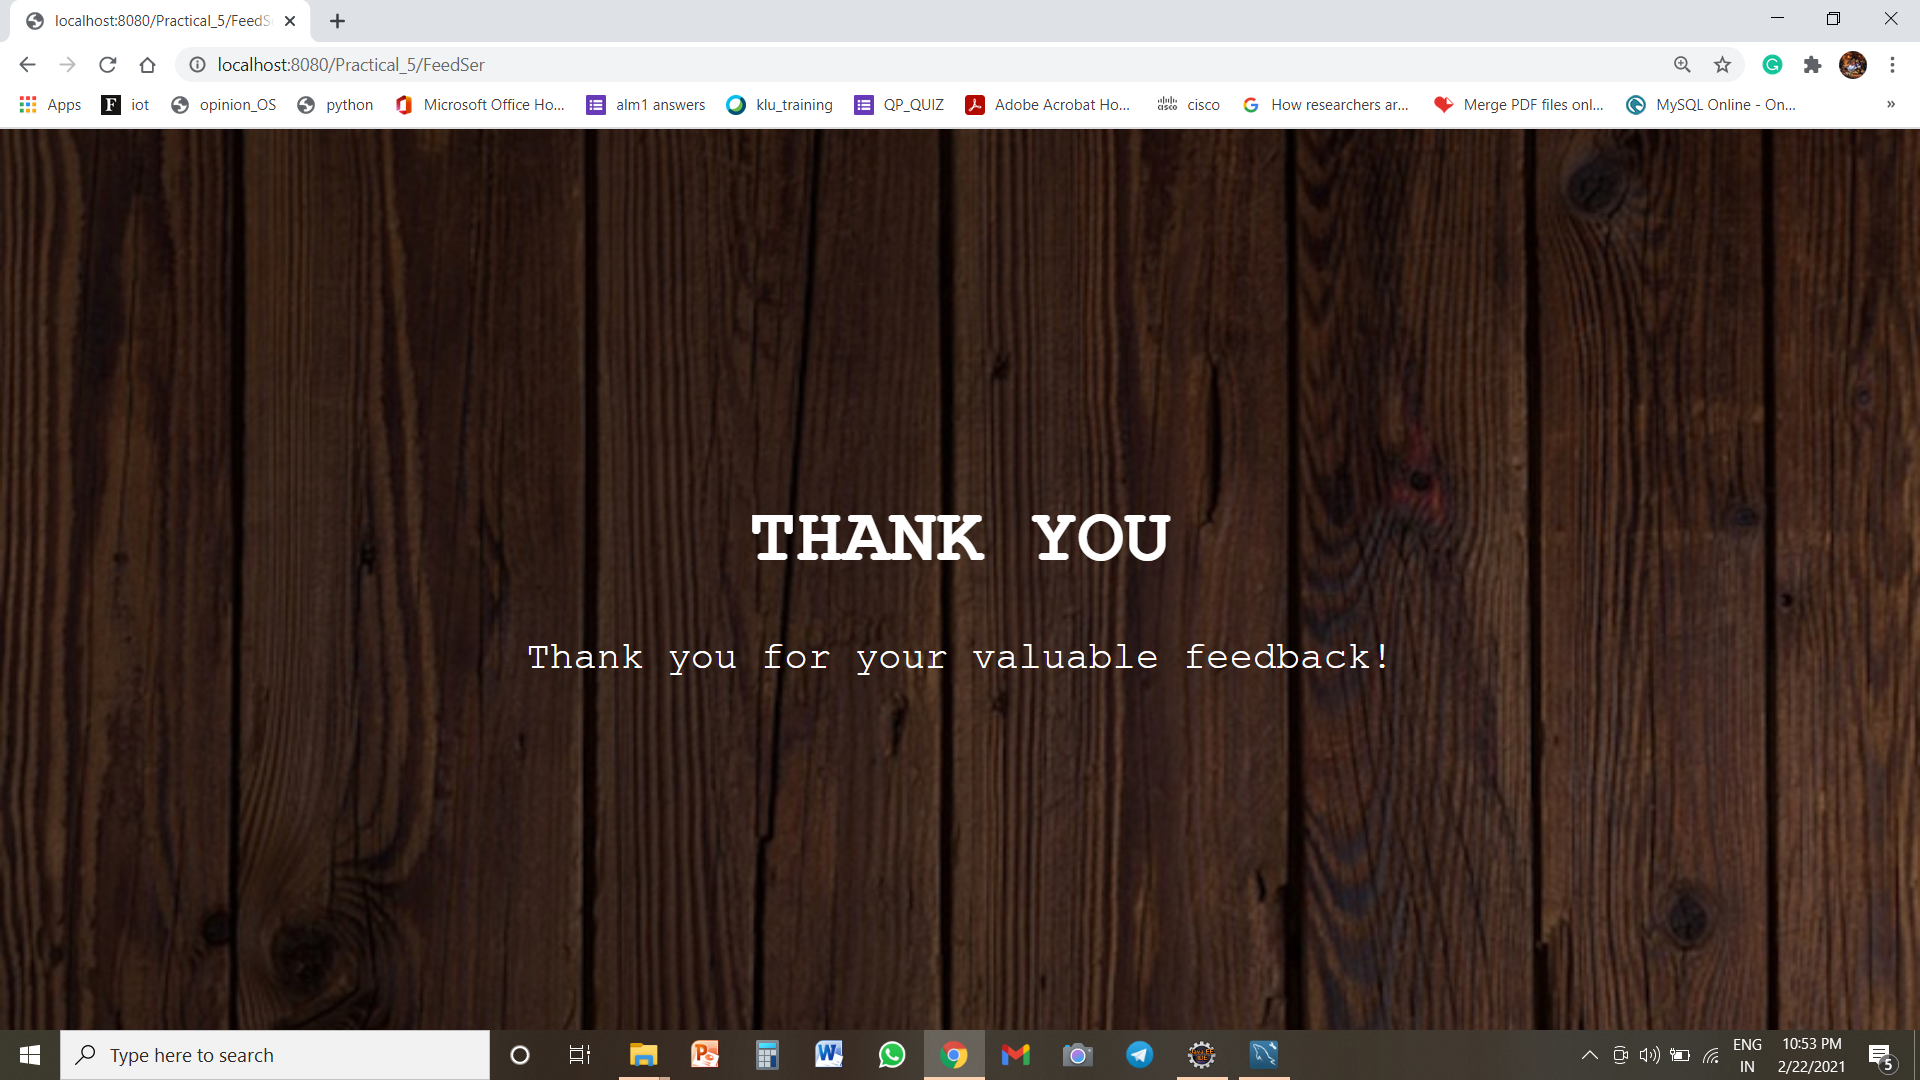 localhost:8080/Practical_5/FeedS
localhost:8080/Practical_5/FeedSer
Apps
iot
opinion_OS
python
Microsoft Office Ho...
alm1 answers
klu_training
QP_QUIZ
Adobe Acrobat Ho...
cisco
How researchers ar...
Merge PDF files onl...
MySQL Online - On...
»
THANK YOU
Thank you for your valuable feedback!
Type here to search
ENG
IN
10:53 PM
2/22/2021
5